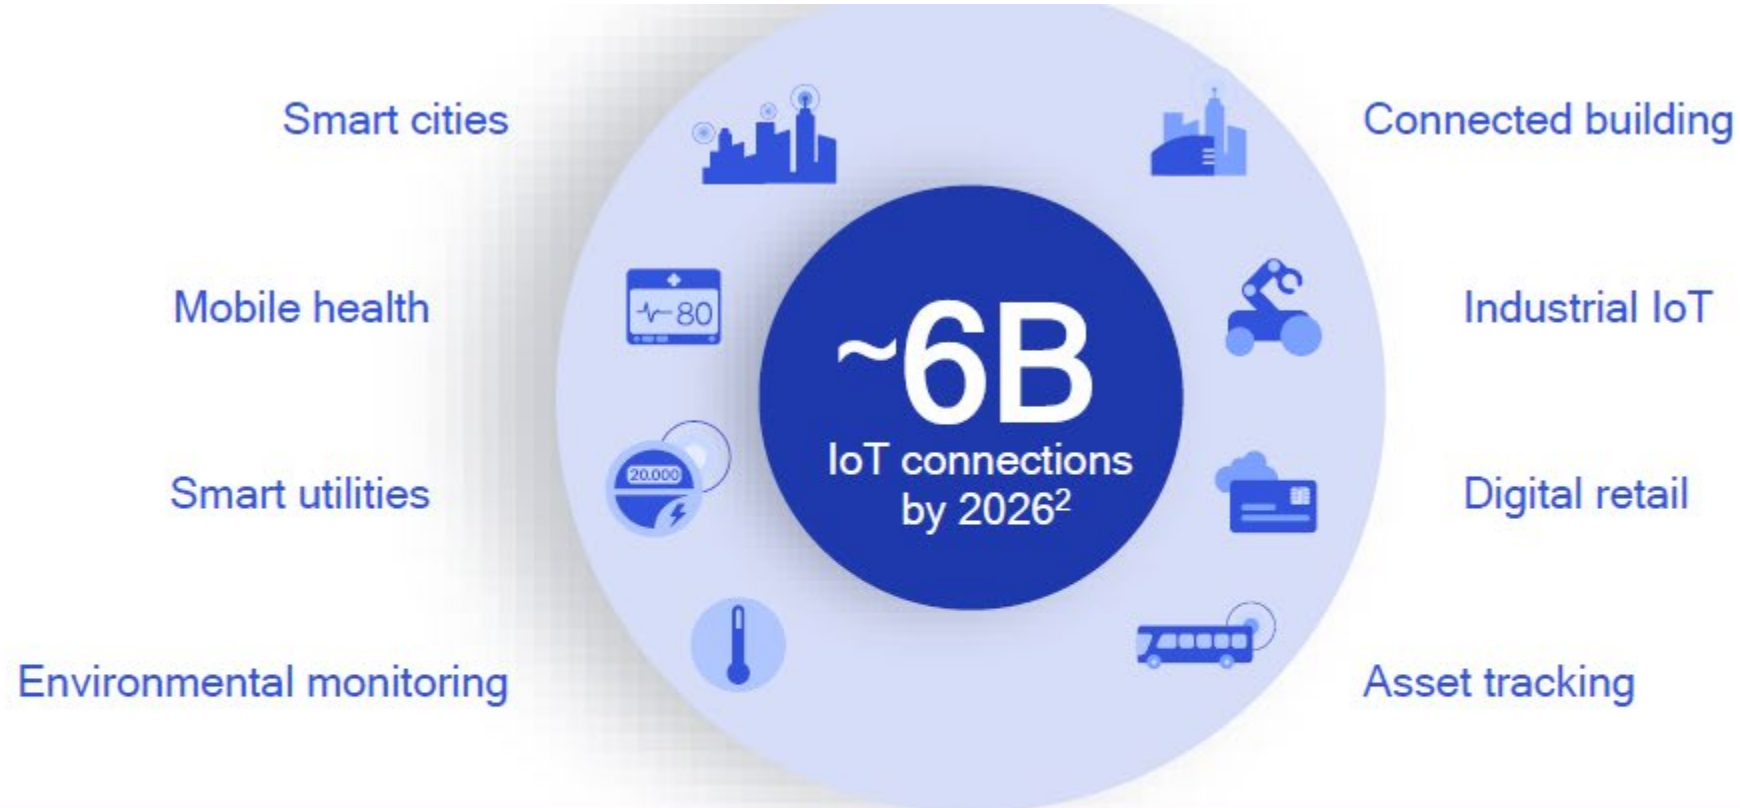 Smart cities
Connected building
Mobile health
80
Industrial IoT
~6B
IoT connections
by 2026²
Smart utilities
20.000
Digital retail
Environmental monitoring
Asset tracking